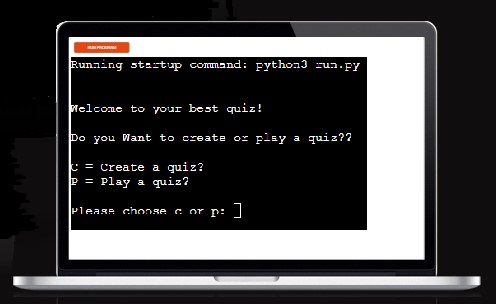 RUN PROGRAM
Running startup command: python3 run.py
Welcome to your best quiz!
Do you Want to create or play a quiz??
C = Create a quiz?
P = Play a quiz?
Please choose c or p: